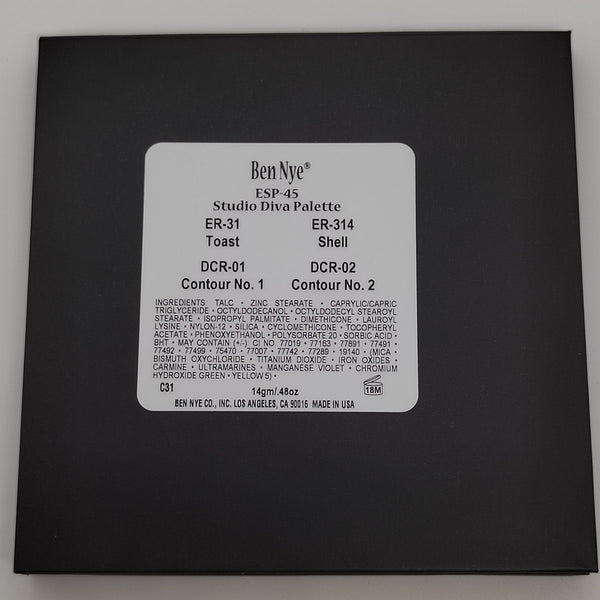 Ben Nye®
ESP-45
Studio Diva Palette
ER-31 ER-314
Toast Shell
DCR-01 DCR-02
Contour No. 1 Contour No. 2
INGREDIENTS: TALC • ZINC STEARATE • CAPRYLIC/CAPRIC
TRIGLYCERIDE • OCTYLDODECANOL • OCTYLDODECYL STEAROYL
STEARATE • ISOPROPYL PALMITATE • DIMETHICONE • LAUROYL
LYSINE • NYLON-12 • SILICA • CYCLOMETHICONE • TOCOPHERYL
ACETATE • PHENOXYETHANOL • POLYSORBATE 20 • SORBIC ACID •
BHT • MAY CONTAIN (+/-) CI NO 77019 • 77163 • 77891 • 77491 •
77492 • 77499 • 75470 • 77007 • 77742 • 77289 • 19140 • (MICA •
BISMUTH OXYCHLORIDE • TITANIUM DIOXIDE • IRON OXIDES •
CARMINE • ULTRAMARINES • MANGANESE VIOLET • CHROMIUM
HYDROXIDE GREEN • YELLOW 5) •
C31
14gm/.48oz
18M
BEN NYE CO., INC. LOS ANGELES, CA 90016 MADE IN USA